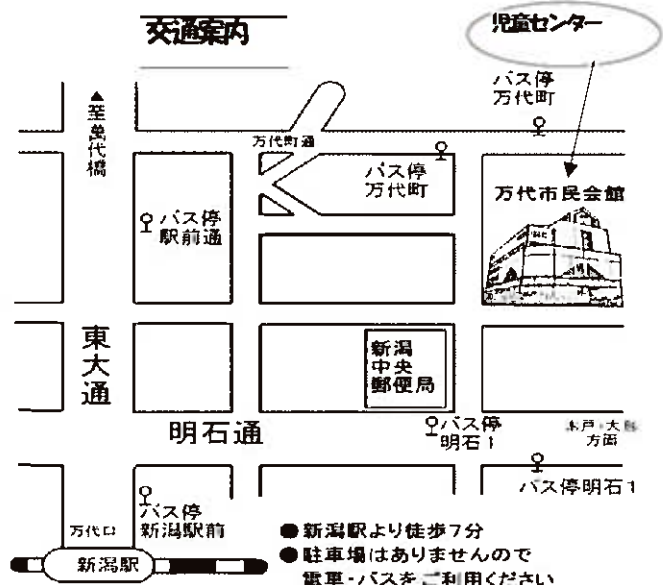 交通案内
児童センター
バス停
万代町
▲至萬代橋
万代町通
バス停
万代町
万代市民会館
バス停
駅前通
東大通
新潟
中央
郵便局
明石通
バス停
明石1
木戸・大形
方面
バス停明石1
バス停
新潟駅前
万代口
新潟駅
●新潟駅より徒歩7分
●駐車場はありませんので
電車・バスをご利用ください